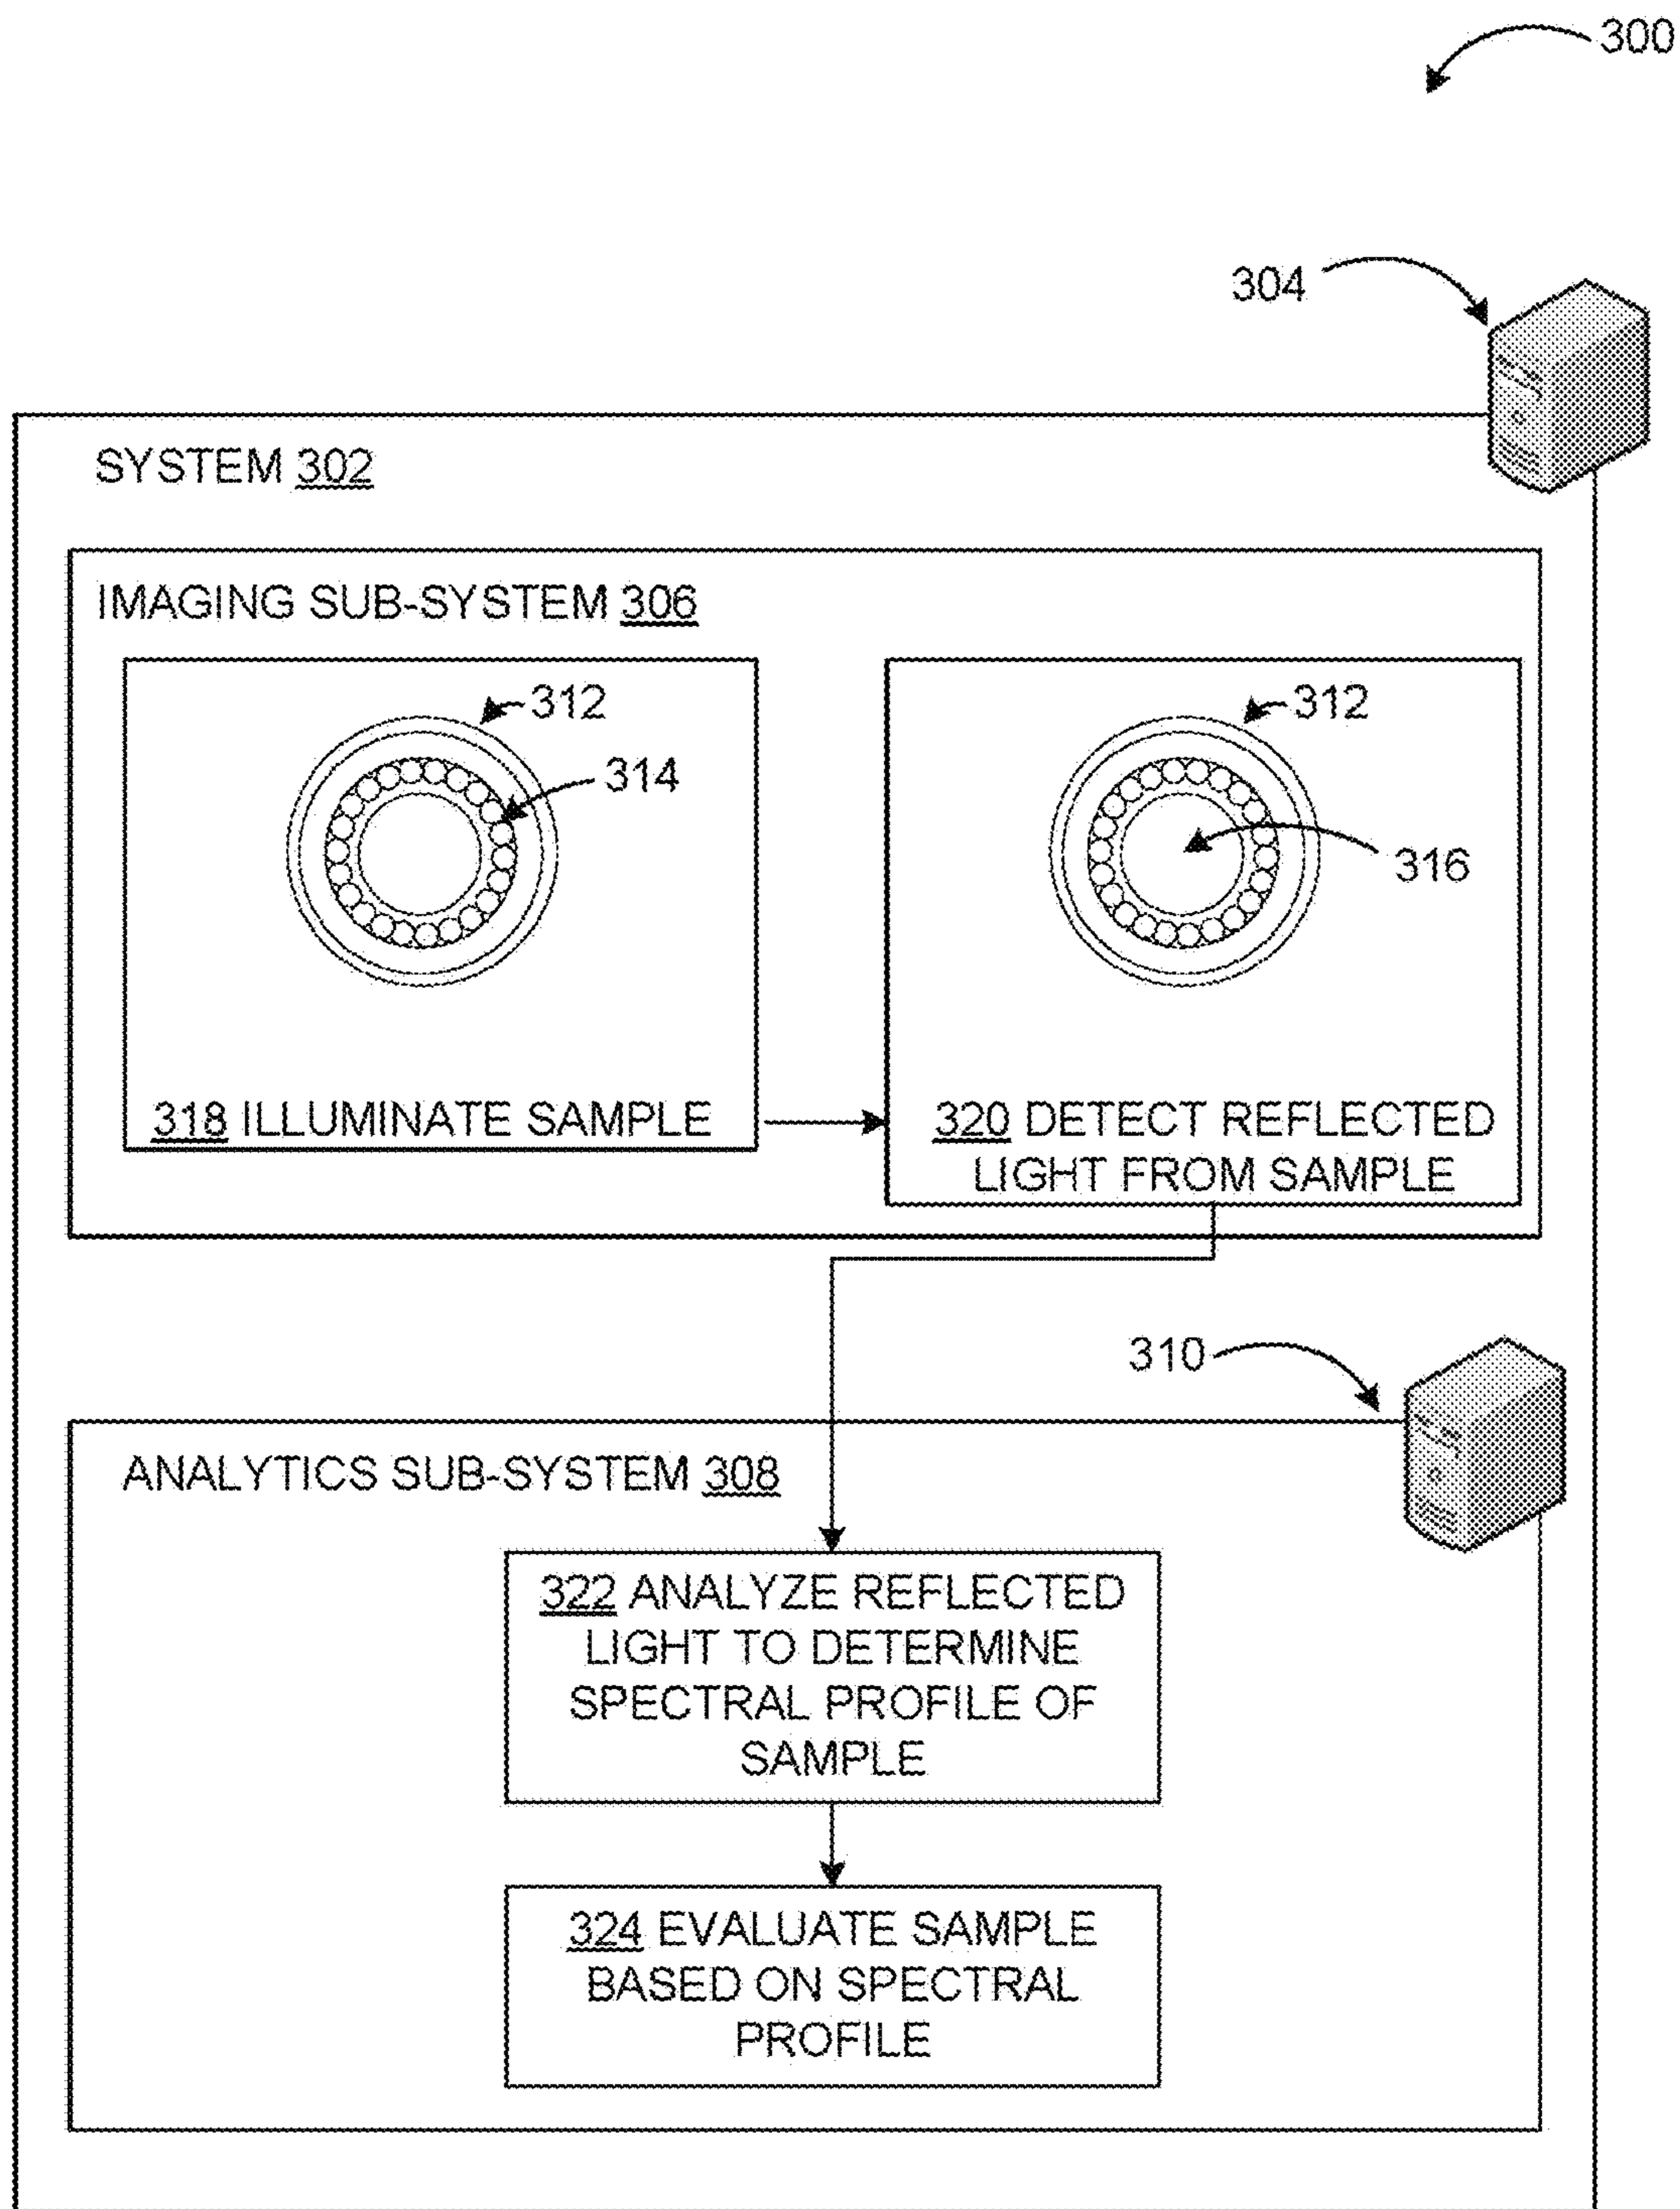 300
304
SYSTEM 302
IMAGING SUB-SYSTEM 306
312
314
318 ILLUMINATE SAMPLE
312
316
320 DETECT REFLECTED
LIGHT FROM SAMPLE
310
ANALYTICS SUB-SYSTEM 308
322 ANALYZE REFLECTED
LIGHT TO DETERMINE
SPECTRAL PROFILE OF
SAMPLE
324 EVALUATE SAMPLE
BASED ON SPECTRAL
PROFILE